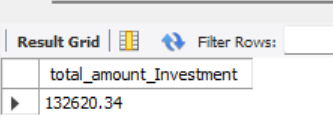 Result Grid Filter Rows:
total_amount_Investment
132620.34